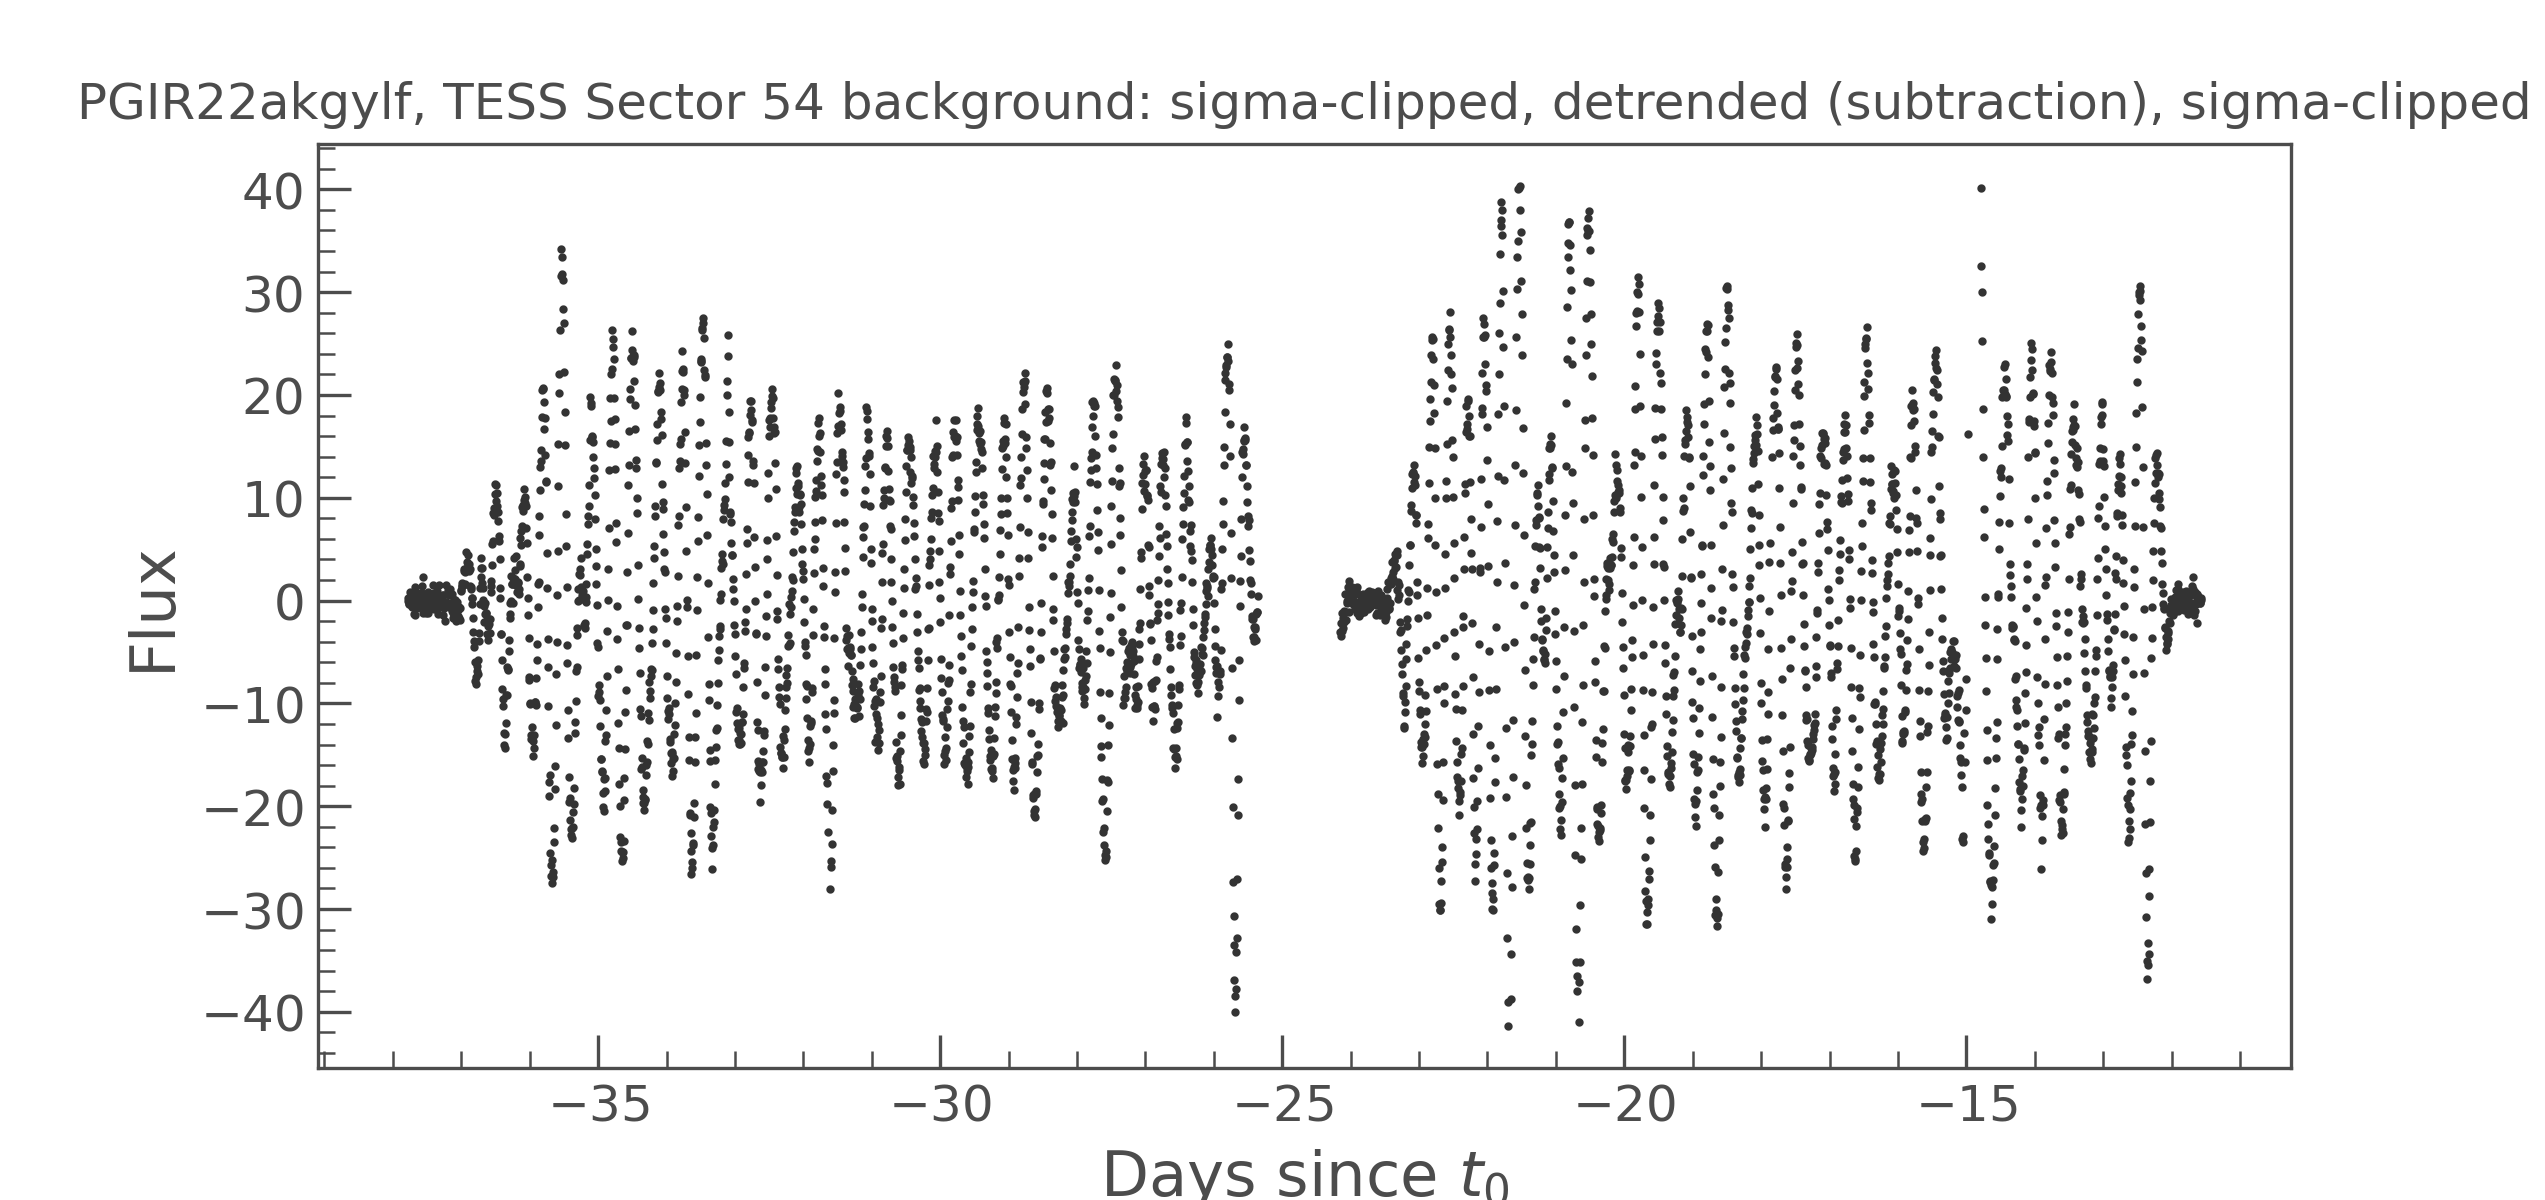 PGIR22akgylf, TESS Sector 54 background: sigma-clipped, detrended (subtraction), sigma-clipped
40
30
20
10
0
−10
−20
−30
−40
Flux
−35 −30 −25 −20 −15
Days since t0